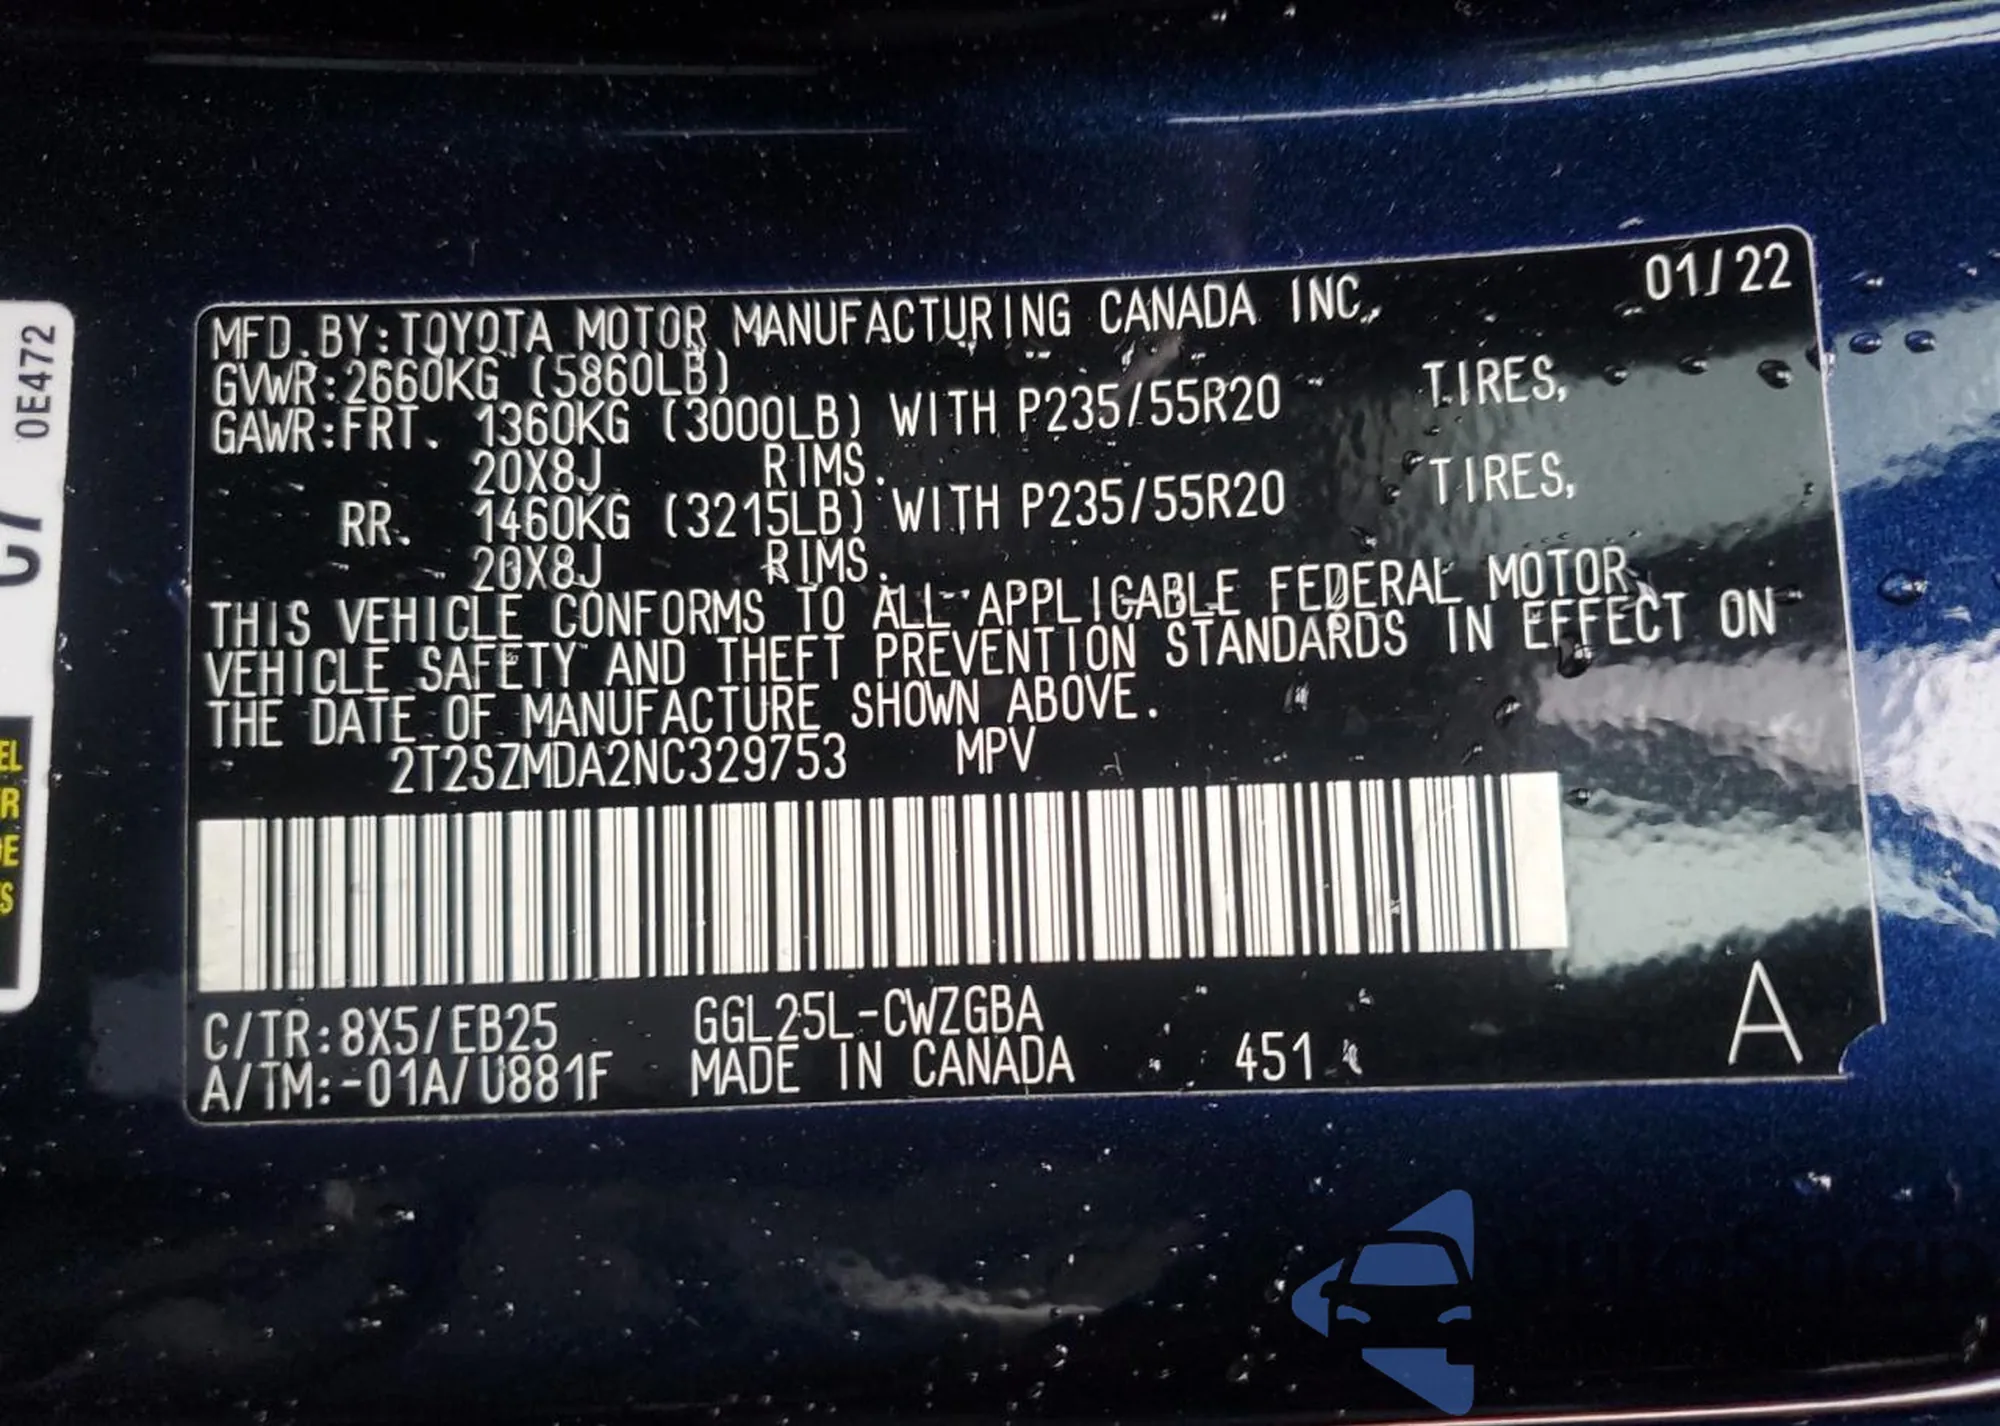 MFD.BY:TOYOTA MOTOR MANUFACTURING CANADA INC, 01/22
GVWR:2660KG (5860LB)
GAWR:FRT. 1360KG (3000LB) WITH P235/55R20 TIRES,
20X8J RIMS.
RR. 1460KG (3215LB) WITH P235/55R20 TIRES,
20X8J RIMS.
THIS VEHICLE CONFORMS TO ALL APPLICABLE FEDERAL MOTOR
VEHICLE SAFETY AND THEFT PREVENTION STANDARDS IN EFFECT ON
THE DATE OF MANUFACTURE SHOWN ABOVE.
2T2SZMDA2NC329753 MPV
C/TR:8X5/EB25 GGL25L-CWZGBA
A/TM:-01A/U881F MADE IN CANADA 451 A
0E472
C7